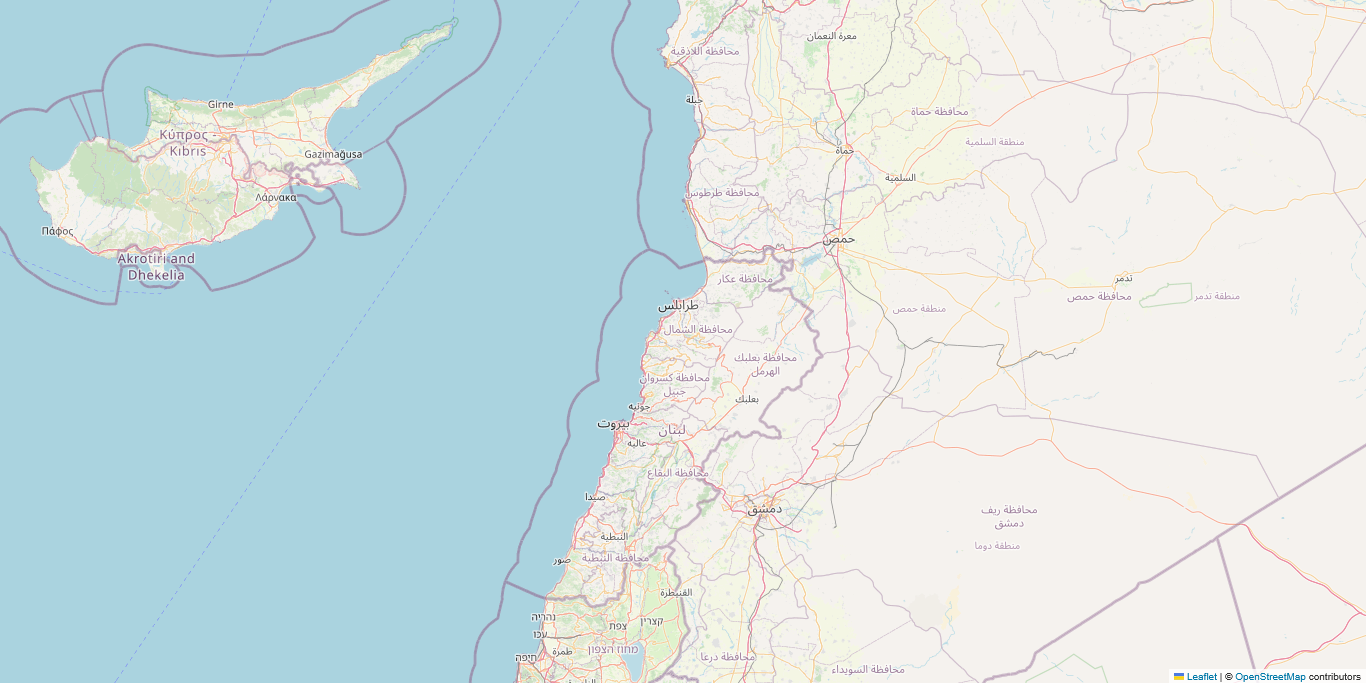 معرة النعمان
محافظة اللاذقية
جبلة
Girne
محافظة حماة
Κύπρος -
Kıbrıs
Gazimağusa
حماة
منطقة السلمية
السلمية
محافظة طرطوس
Λάρνακα
Πάφος
حمص
Akrotiri and
Dhekelia
محافظة عكار
تدمر
محافظة حمص
منطقة تدمر
طرابلس
منطقة حمص
محافظة الشمال
محافظة بعلبك
الهرمل
محافظة كسروان
جبيل
بعلبك
جونيه
بيروت
لبنان
عاليه
محافظة البقاع
صيدا
دمشق
محافظة ريف
دمشق
النبطية
منطقة دوما
محافظة النبطية
صور
القنيطرة
נהריה
קצרין
צפת
עכו
מחוז הצפון
טמרה
חיפה
محافظة درعا
محافظة السويداء
Leaflet | © OpenStreetMap contributors